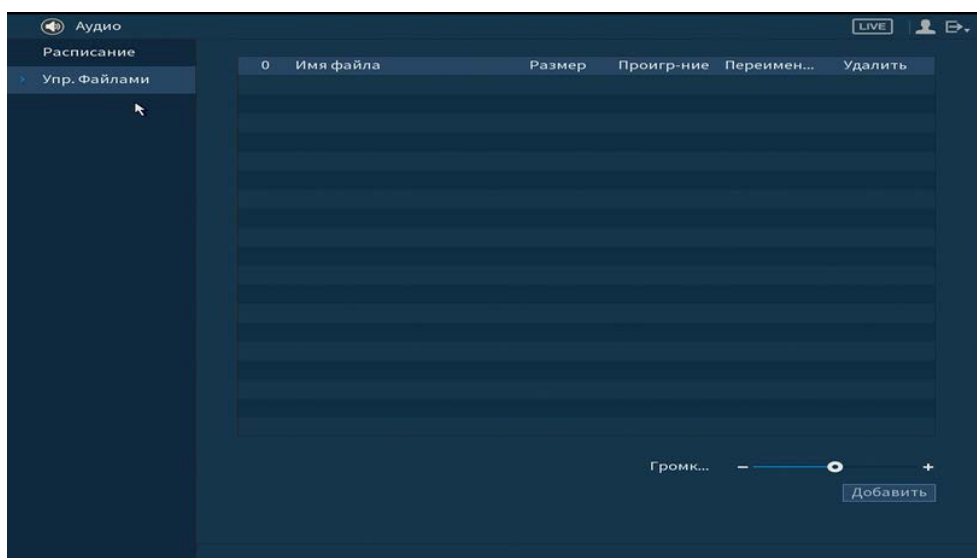 Аудио LIVE
Расписание
Упр. Файлами
0 Имя файла Размер Проигр-ние Переимен... Удалить
Громк... – +
Добавить